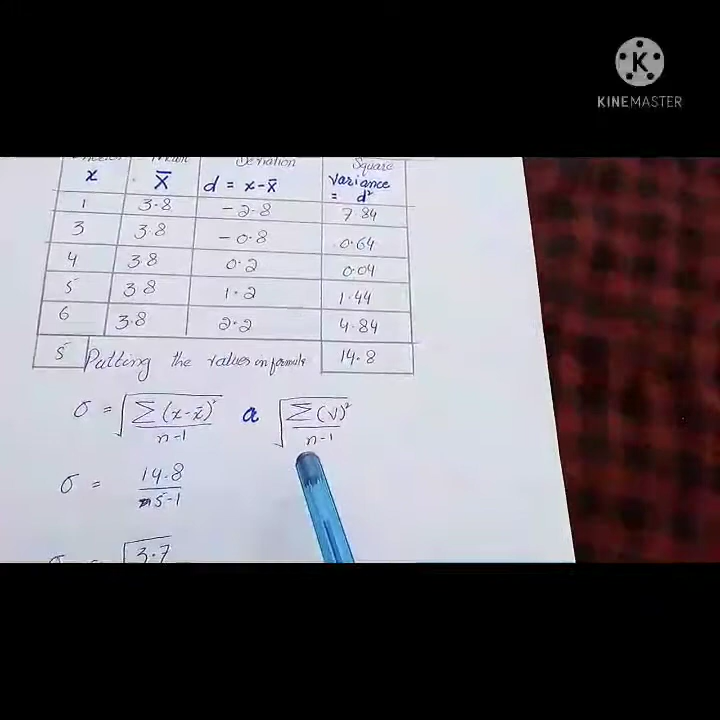 KINEMASTER
Deviation Square
x X̄ d = x-x̄ variance = d²
1 3.8 -2.8 7.84
3 3.8 -0.8 0.64
4 3.8 0.2 0.04
5 3.8 1.2 1.44
6 3.8 2.2 4.84
5 Putting the values in formula 14.8
σ = √Σ(x-x̄)²/n-1 a √Σ(V)²/n-1
σ = 14.8/5-1
√3.7